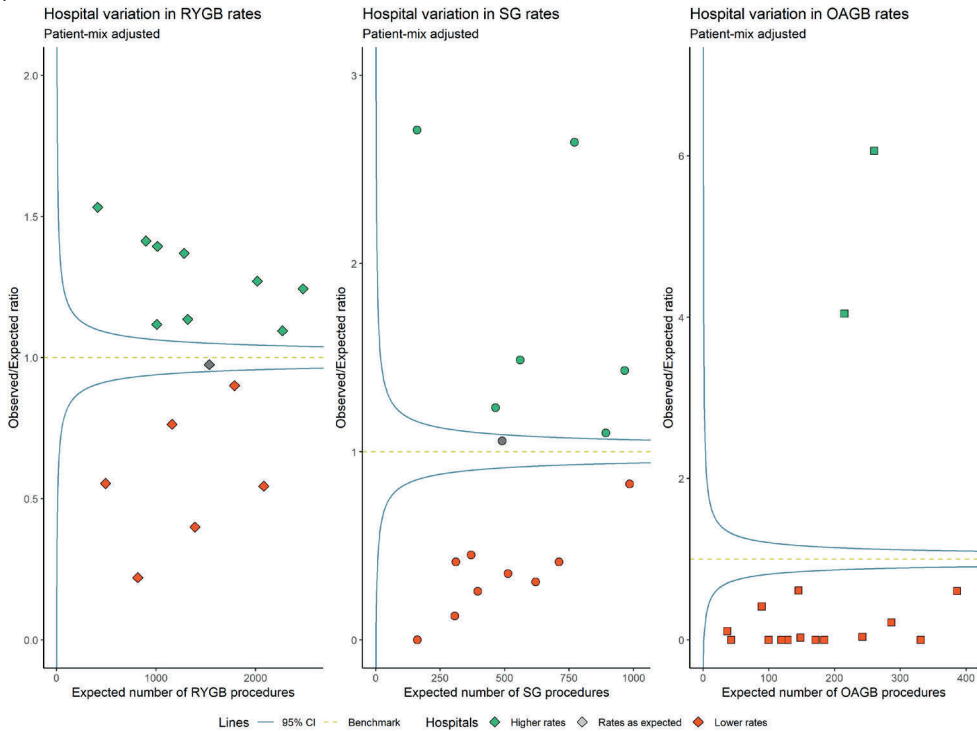 Hospital variation in RYGB rates
Patient-mix adjusted
Observed/Expected ratio
2.0
1.5
1.0
0.5
0.0
0
1000
2000
Expected number of RYGB procedures
Hospital variation in SG rates
Patient-mix adjusted
Observed/Expected ratio
3
2
1
0
0
250
500
750
1000
Expected number of SG procedures
Hospital variation in OAGB rates
Patient-mix adjusted
Observed/Expected ratio
6
4
2
0
0
100
200
300
400
Expected number of OAGB procedures
Lines 95% CI Benchmark Hospitals Higher rates Rates as expected Lower rates